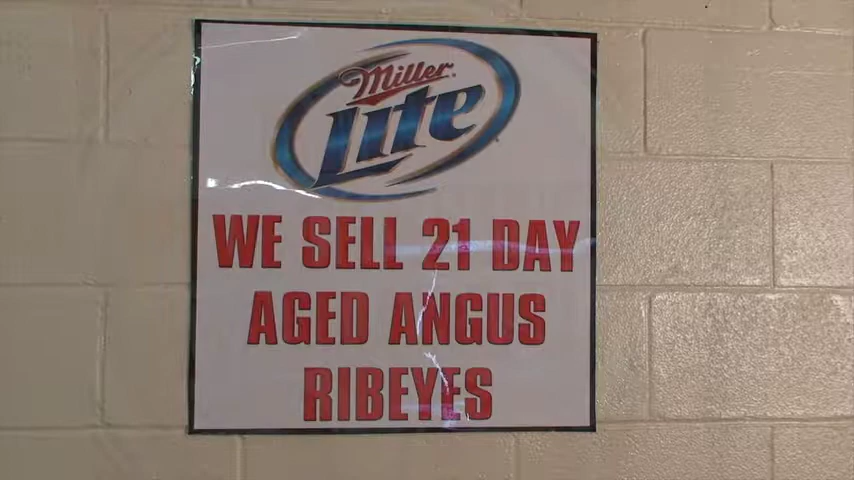 Miller
Lite
WE SELL 21 DAY
AGED ANGUS
RIBEYES